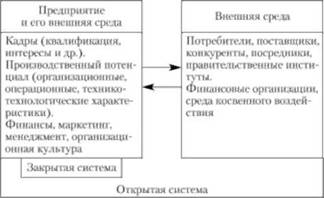 Предприятие
и его внешняя среда
Кадры (квалификация,
интересы и др.).
Производственный потен-
циал (организационные,
операционные, технико-
технологические характе-
ристики).
Финансы, маркетинг,
менеджмент, организаци-
онная культура
Закрытая система
Внешняя среда
Потребители, поставщики,
конкуренты, посредники,
правительственные инсти-
туты.
Финансовые организации,
среда косвенного воздей-
ствия
Открытая система